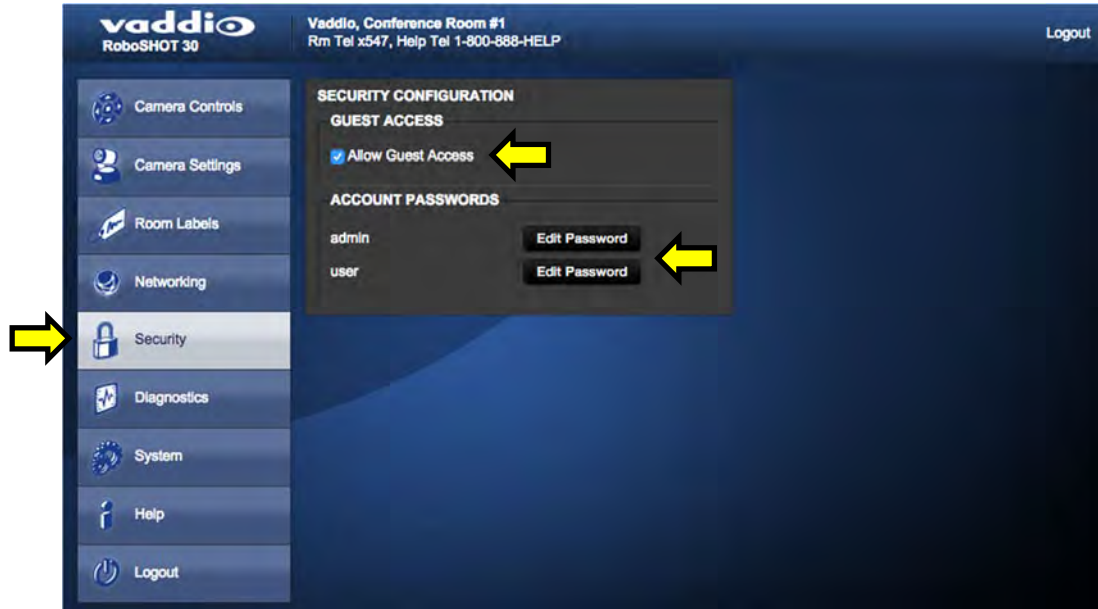 vaddio
RoboSHOT 30
Vaddio, Conference Room #1
Rm Tel x547, Help Tel 1-800-888-HELP
Logout
Camera Controls
Camera Settings
Room Labels
Networking
Security
Diagnostics
System
Help
Logout
SECURITY CONFIGURATION
GUEST ACCESS
Allow Guest Access
ACCOUNT PASSWORDS
admin Edit Password
user Edit Password